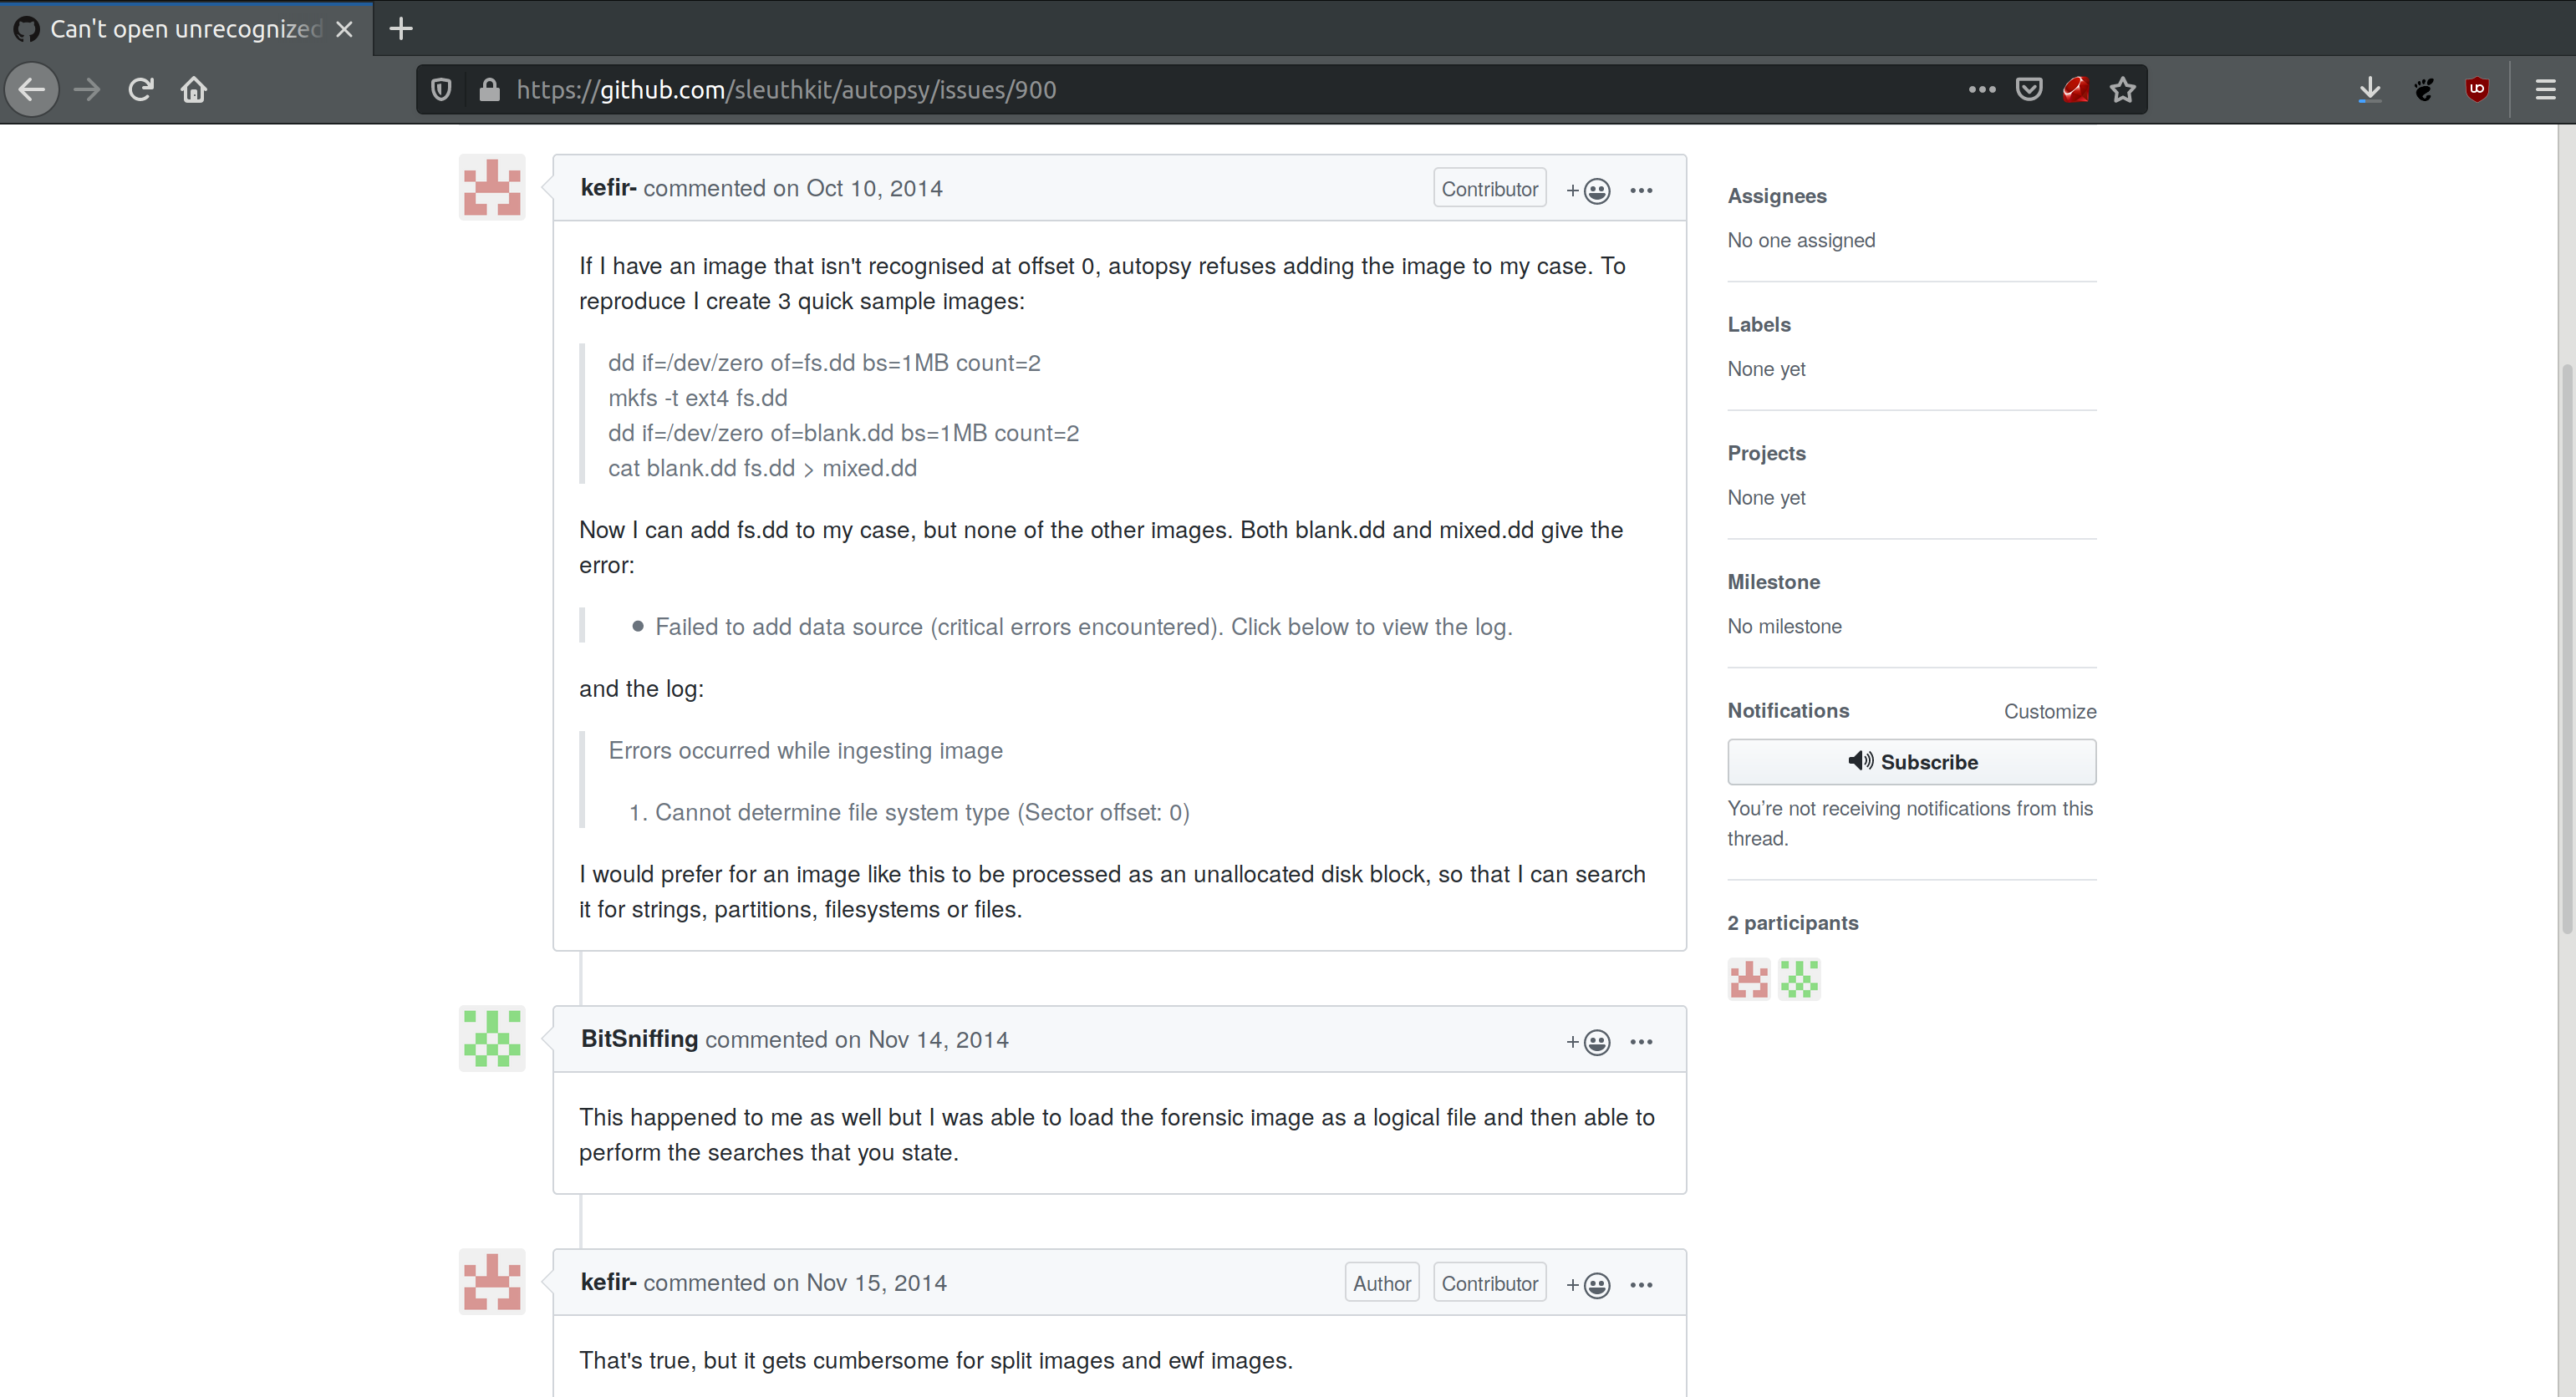 Can't open unrecognized
https://github.com/sleuthkit/autopsy/issues/900
kefir- commented on Oct 10, 2014
Contributor
If I have an image that isn't recognised at offset 0, autopsy refuses adding the image to my case. To
reproduce I create 3 quick sample images:
dd if=/dev/zero of=fs.dd bs=1MB count=2
mkfs -t ext4 fs.dd
dd if=/dev/zero of=blank.dd bs=1MB count=2
cat blank.dd fs.dd > mixed.dd
Now I can add fs.dd to my case, but none of the other images. Both blank.dd and mixed.dd give the
error:
• Failed to add data source (critical errors encountered). Click below to view the log.
and the log:
Errors occurred while ingesting image
1. Cannot determine file system type (Sector offset: 0)
I would prefer for an image like this to be processed as an unallocated disk block, so that I can search
it for strings, partitions, filesystems or files.
BitSniffing commented on Nov 14, 2014
This happened to me as well but I was able to load the forensic image as a logical file and then able to
perform the searches that you state.
kefir- commented on Nov 15, 2014
Author
Contributor
That's true, but it gets cumbersome for split images and ewf images.
Assignees
No one assigned
Labels
None yet
Projects
None yet
Milestone
No milestone
Notifications
Customize
Subscribe
You’re not receiving notifications from this
thread.
2 participants